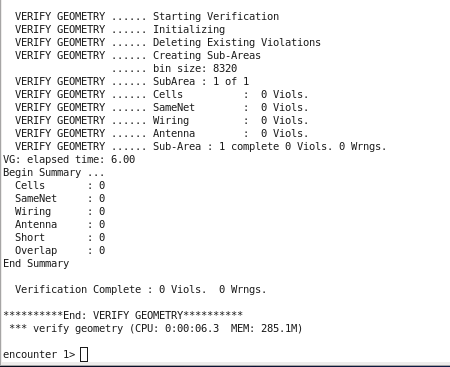 VERIFY GEOMETRY ...... Starting Verification
VERIFY GEOMETRY ...... Initializing
VERIFY GEOMETRY ...... Deleting Existing Violations
VERIFY GEOMETRY ...... Creating Sub-Areas
...... bin size: 8320
VERIFY GEOMETRY ...... SubArea : 1 of 1
VERIFY GEOMETRY ...... Cells          :  0 Viols.
VERIFY GEOMETRY ...... SameNet        :  0 Viols.
VERIFY GEOMETRY ...... Wiring         :  0 Viols.
VERIFY GEOMETRY ...... Antenna        :  0 Viols.
VERIFY GEOMETRY ...... Sub-Area : 1 complete 0 Viols. 0 Wrngs.
VG: elapsed time: 6.00
Begin Summary ...
Cells       : 0
SameNet     : 0
Wiring      : 0
Antenna     : 0
Short       : 0
Overlap     : 0
End Summary
Verification Complete : 0 Viols.  0 Wrngs.
**********End: VERIFY GEOMETRY**********
*** verify geometry (CPU: 0:00:06.3  MEM: 285.1M)
encounter 1>